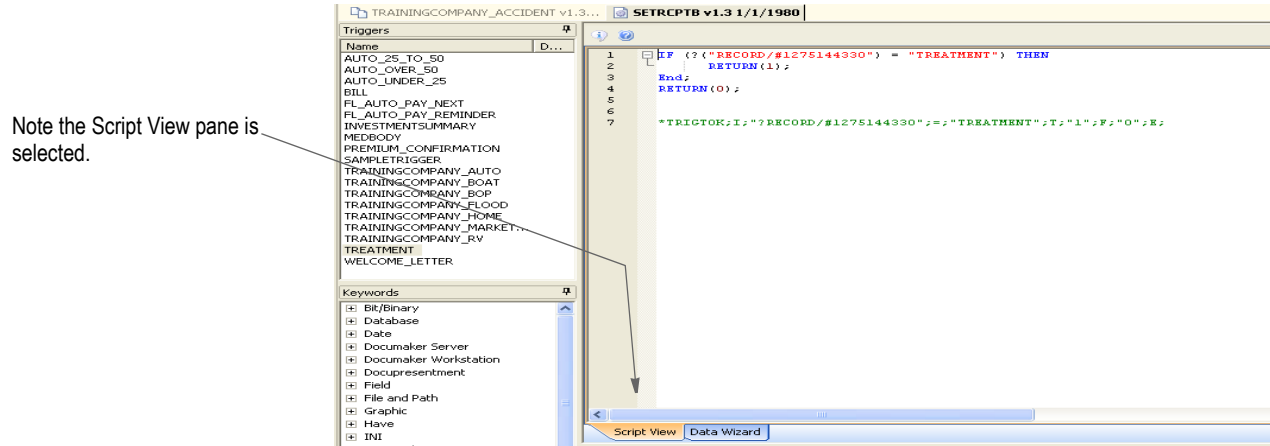 TRAININGCOMPANY_ACCIDENT v1.3... SETRCPTB v1.3 1/1/1980
Triggers
Name D...
AUTO_25_TO_50
AUTO_OVER_50
AUTO_UNDER_25
BILL
FL_AUTO_PAY_NEXT
FL_AUTO_PAY_REMINDER
INVESTMENTSUMMARY
MEDBODY
PREMIUM_CONFIRMATION
SAMPLETRIGGER
TRAININGCOMPANY_AUTO
TRAININGCOMPANY_BOAT
TRAININGCOMPANY_BOP
TRAININGCOMPANY_FLOOD
TRAININGCOMPANY_HOME
TRAININGCOMPANY_MARKET...
TRAININGCOMPANY_RV
TREATMENT
WELCOME_LETTER
Keywords
Bit/Binary
Database
Date
Documaker Server
Documaker Workstation
Docupresentment
Field
File and Path
Graphic
Have
INI
1 IF (?("RECORD/#1275144330") = "TREATMENT") THEN
2 RETURN(1);
3 End;
4 RETURN(0);
5
6
7 *TRIGTOK;I;"?RECORD/#1275144330";=;"TREATMENT";T;"1";F;"0";E;
Script View Data Wizard
Note the Script View pane is
selected.